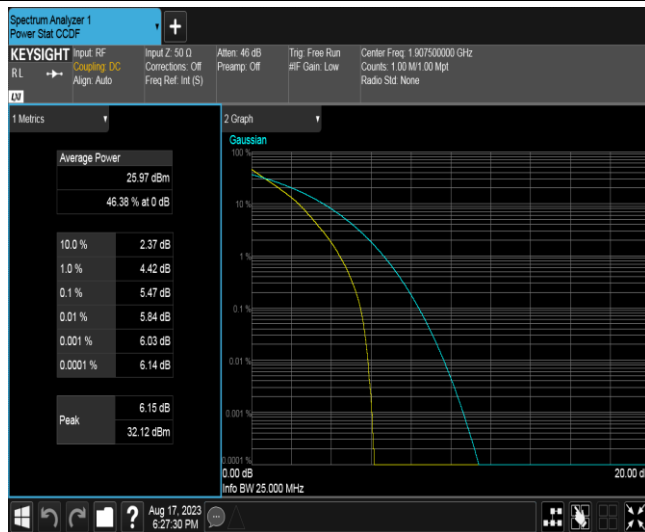 Spectrum Analyzer 1
Power Stat CCDF
+
KEYSIGHT
RL
LXI
Input: RF
Coupling: DC
Align: Auto
Input Z: 50 Ω
Corrections: Off
Freq Ref: Int (S)
Atten: 46 dB
Preamp: Off
Trig: Free Run
#IF Gain: Low
Center Freq: 1.907500000 GHz
Counts: 1.00 M/1.00 Mpt
Radio Std: None
1 Metrics
Average Power
25.97 dBm
46.38 % at 0 dB
10.0 % 2.37 dB
1.0 % 4.42 dB
0.1 % 5.47 dB
0.01 % 5.84 dB
0.001 % 6.03 dB
0.0001 % 6.14 dB
Peak
6.15 dB
32.12 dBm
2 Graph
Gaussian
100 %
10 %
1 %
0.1 %
0.01 %
0.001 %
0.0001 %
0.00 dB
20.00 d
Info BW 25.000 MHz
?
Aug 17, 2023
6:27:30 PM